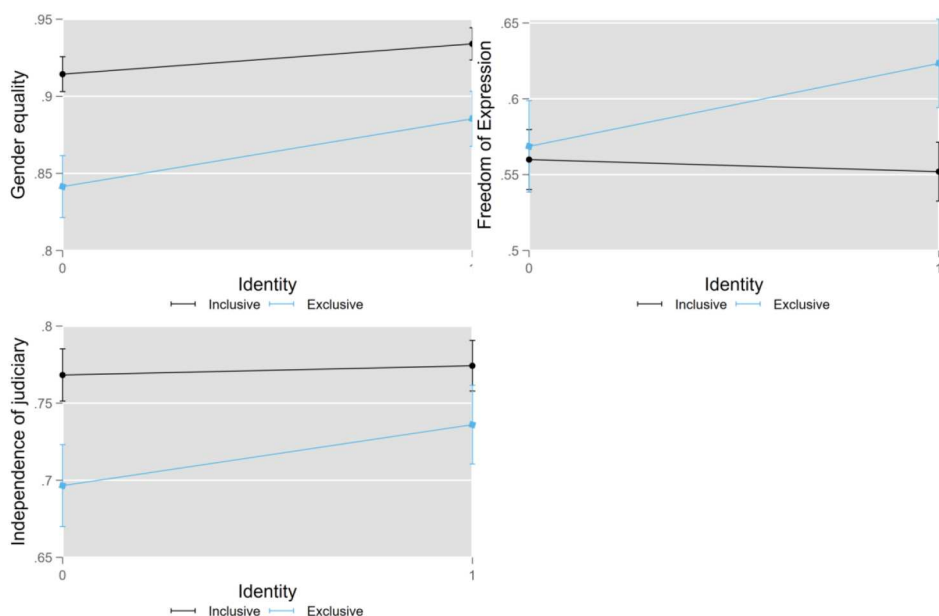 .95
.9
.85
.8
Gender equality
0
1
Identity
Inclusive Exclusive
.65
.6
.55
.5
Freedom of Expression
0
1
Identity
Inclusive Exclusive
.8
.75
.7
.65
Independence of judiciary
0
1
Identity
Inclusive Exclusive